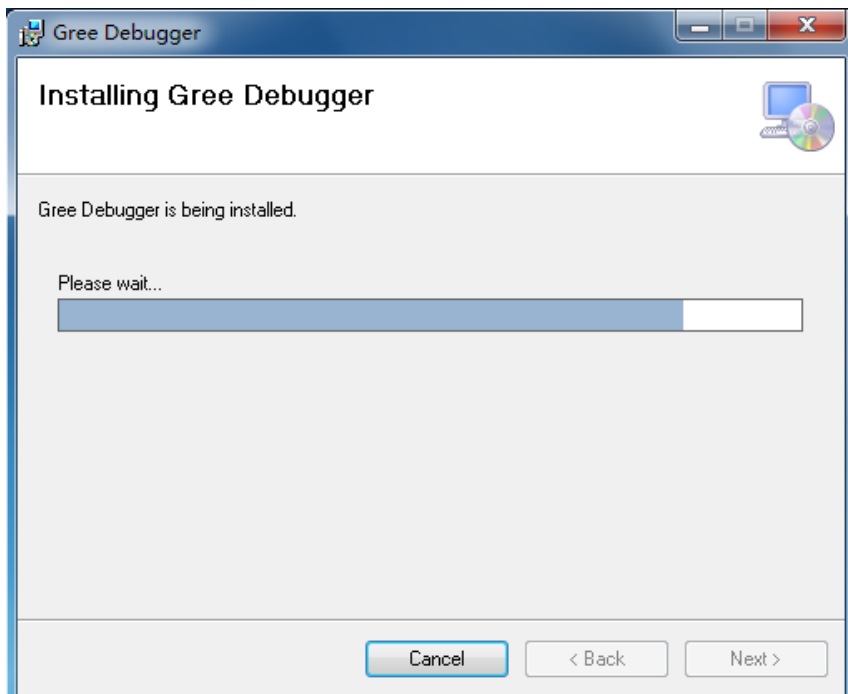 Gree Debugger
Installing Gree Debugger
Gree Debugger is being installed.
Please wait...
Cancel
< Back
Next >